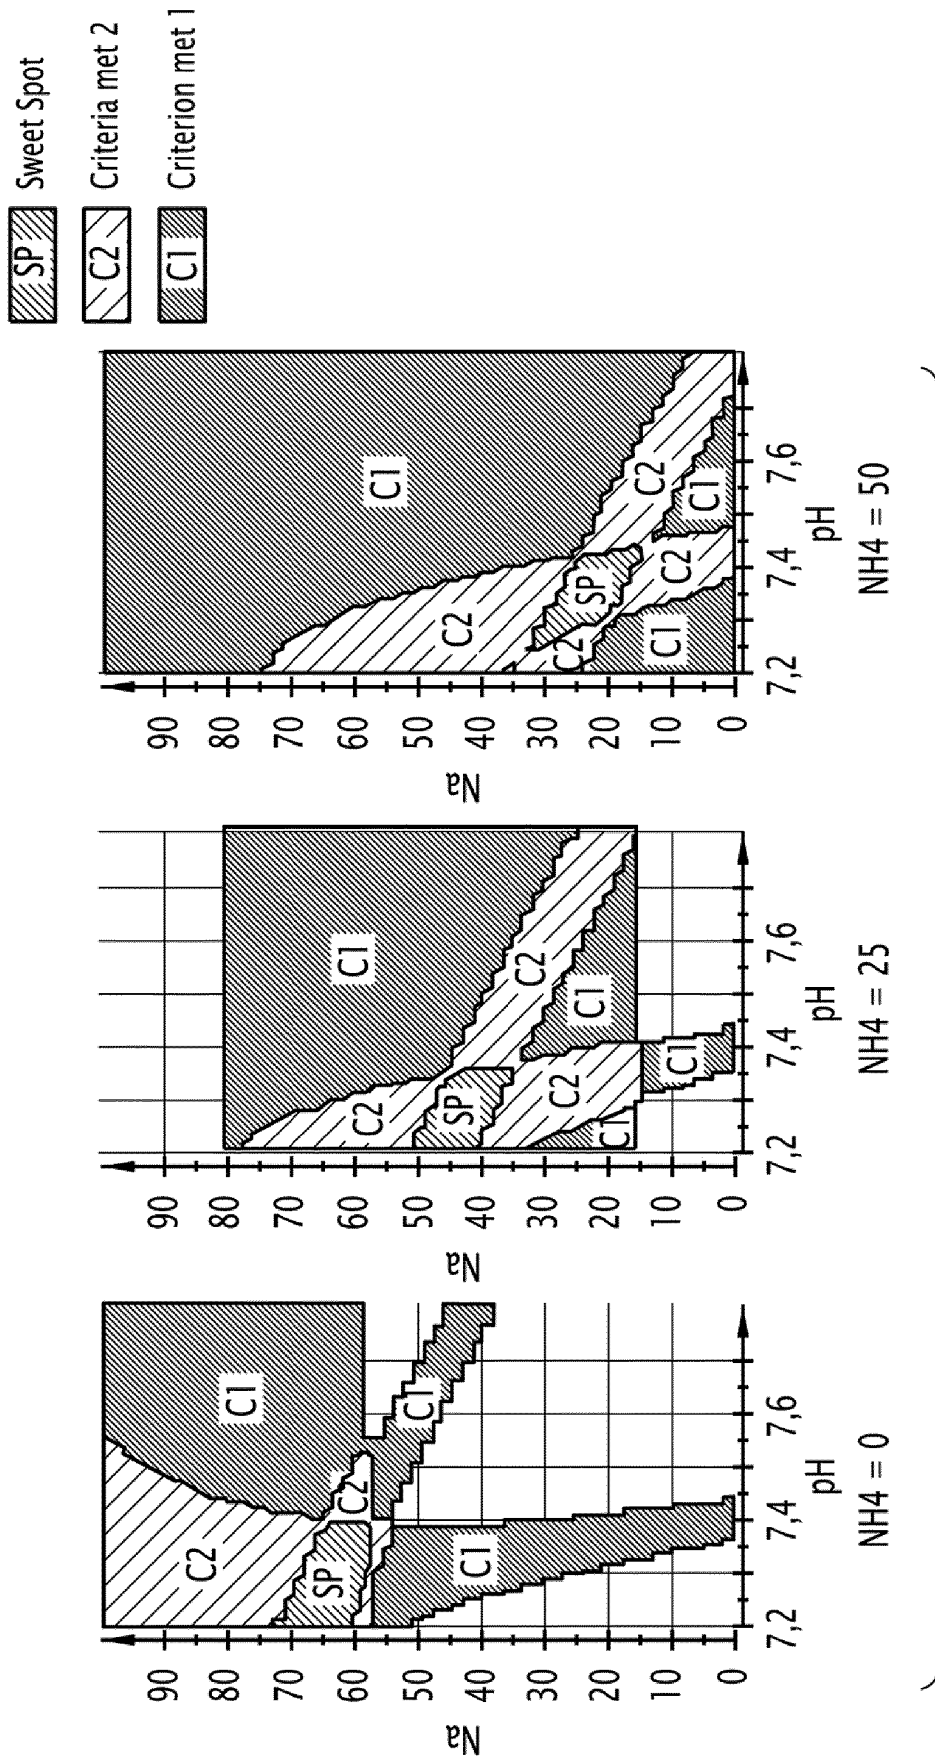 SP Sweet Spot
C2 Criteria met 2
C1 Criterion met 1
Na
90
80
70
60
50
40
30
20
10
0
C2
C1
SP
C2
C1
C1
7,2 7,4 7,6
pH
NH4 = 0
Na
90
80
70
60
50
40
30
20
10
0
C1
C2
SP
C2
C2
C1
C1
C1
7,2 7,4 7,6
pH
NH4 = 25
Na
90
80
70
60
50
40
30
20
10
0
C1
C2
C2
SP
C2
C2
C1
C1
7,2 7,4 7,6
pH
NH4 = 50